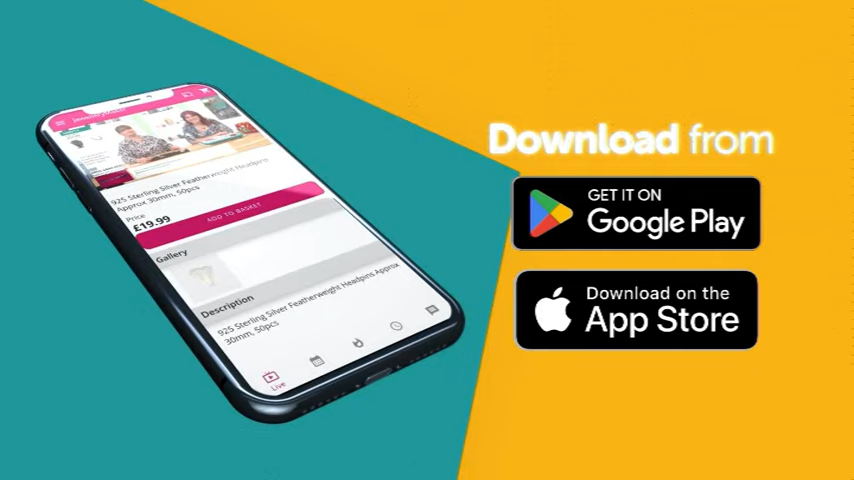 Download from
GET IT ON
Google Play
Download on the
App Store
925 Sterling Silver Featherweight Headpins
Approx 30mm, 50pcs
Price
£19.99
ADD TO BASKET
Gallery
Description
925 Sterling Silver Featherweight Headpins Approx
30mm, 50pcs
Live